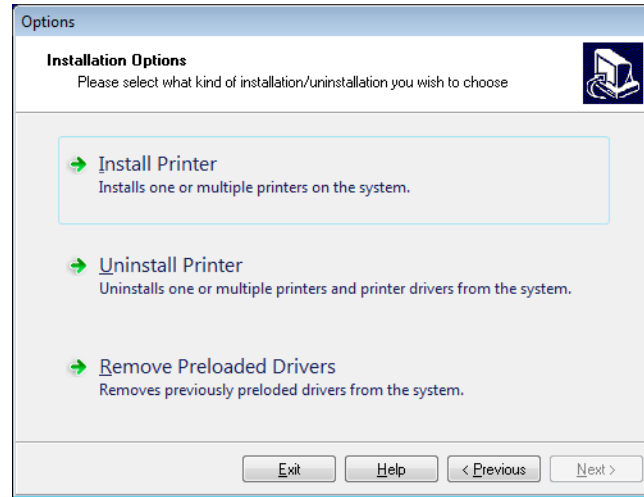 Options
Installation Options
Please select what kind of installation/uninstallation you wish to choose
Install Printer
Installs one or multiple printers on the system.
Uninstall Printer
Uninstalls one or multiple printers and printer drivers from the system.
Remove Preloaded Drivers
Removes previously preloded drivers from the system.
Exit Help < Previous Next >